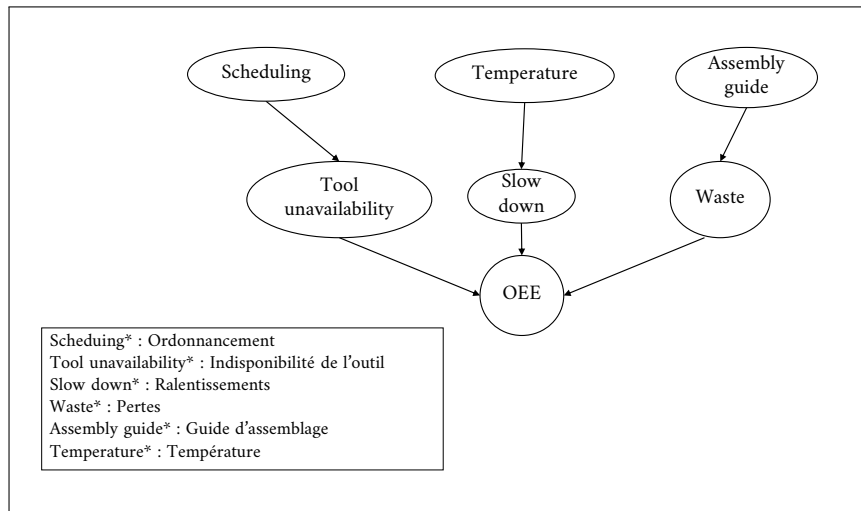 Scheduling
Temperature
Assembly
guide
Tool
unavailability
Slow
down
Waste
OEE
Scheduing* : Ordonnancement
Tool unavailability* : Indisponibilité de l'outil
Slow down* : Ralentissements
Waste* : Pertes
Assembly guide* : Guide d'assemblage
Temperature* : Température